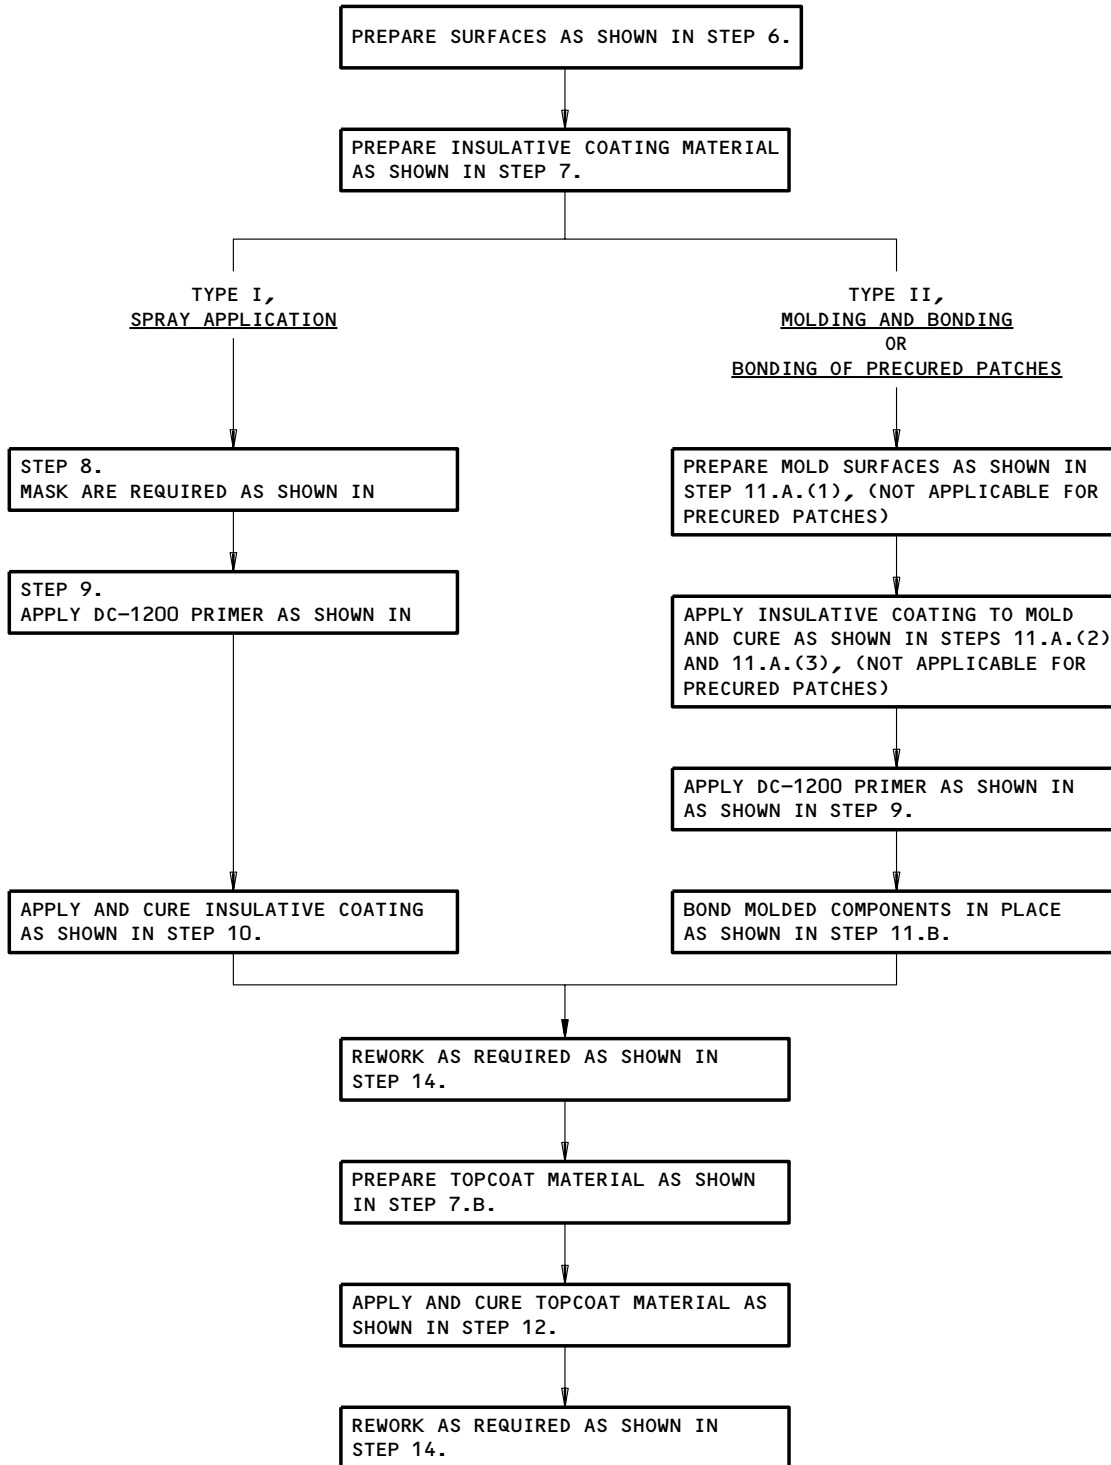 PREPARE SURFACES AS SHOWN IN STEP 6.
PREPARE INSULATIVE COATING MATERIAL
AS SHOWN IN STEP 7.
TYPE I,
SPRAY APPLICATION
TYPE II,
MOLDING AND BONDING
OR
BONDING OF PRECURED PATCHES
STEP 8.
MASK ARE REQUIRED AS SHOWN IN
STEP 9.
APPLY DC-1200 PRIMER AS SHOWN IN
APPLY AND CURE INSULATIVE COATING
AS SHOWN IN STEP 10.
PREPARE MOLD SURFACES AS SHOWN IN
STEP 11.A.(1), (NOT APPLICABLE FOR
PRECURED PATCHES)
APPLY INSULATIVE COATING TO MOLD
AND CURE AS SHOWN IN STEPS 11.A.(2)
AND 11.A.(3), (NOT APPLICABLE FOR
PRECURED PATCHES)
APPLY DC-1200 PRIMER AS SHOWN IN
AS SHOWN IN STEP 9.
BOND MOLDED COMPONENTS IN PLACE
AS SHOWN IN STEP 11.B.
REWORK AS REQUIRED AS SHOWN IN
STEP 14.
PREPARE TOPCOAT MATERIAL AS SHOWN
IN STEP 7.B.
APPLY AND CURE TOPCOAT MATERIAL AS
SHOWN IN STEP 12.
REWORK AS REQUIRED AS SHOWN IN
STEP 14.